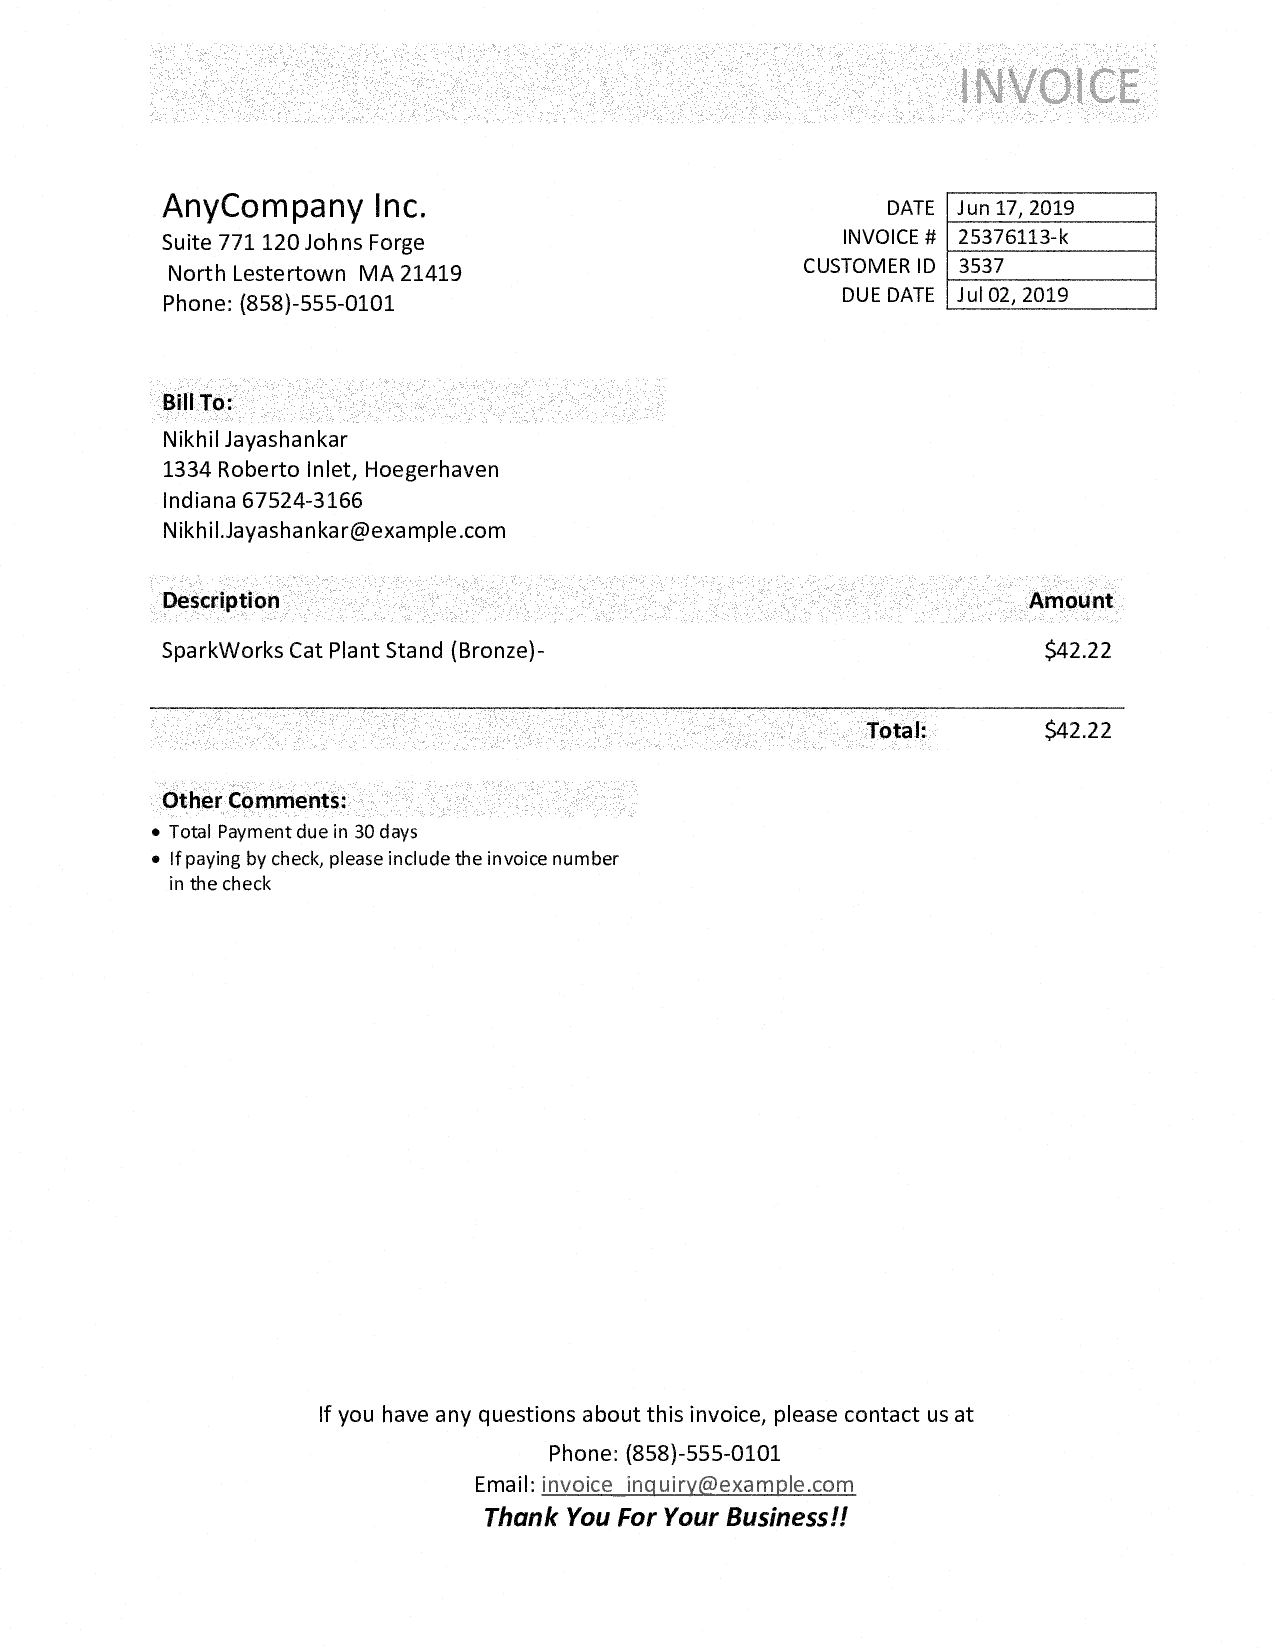 INVOICE
AnyCompany Inc.
Suite 771 120 Johns Forge
North Lestertown MA 21419
Phone: (858)-555-0101
DATE Jun 17, 2019
INVOICE # 25376113-k
CUSTOMER ID 3537
DUE DATE Jul 02, 2019
Bill To:
Nikhil Jayashankar
1334 Roberto Inlet, Hoegerhaven
Indiana 67524-3166
Nikhil.Jayashankar@example.com
Description Amount
SparkWorks Cat Plant Stand (Bronze)- $42.22
Total: $42.22
Other Comments:
• Total Payment due in 30 days
• If paying by check, please include the invoice number
in the check
If you have any questions about this invoice, please contact us at
Phone: (858)-555-0101
Email: invoice_inquiry@example.com
Thank You For Your Business!!